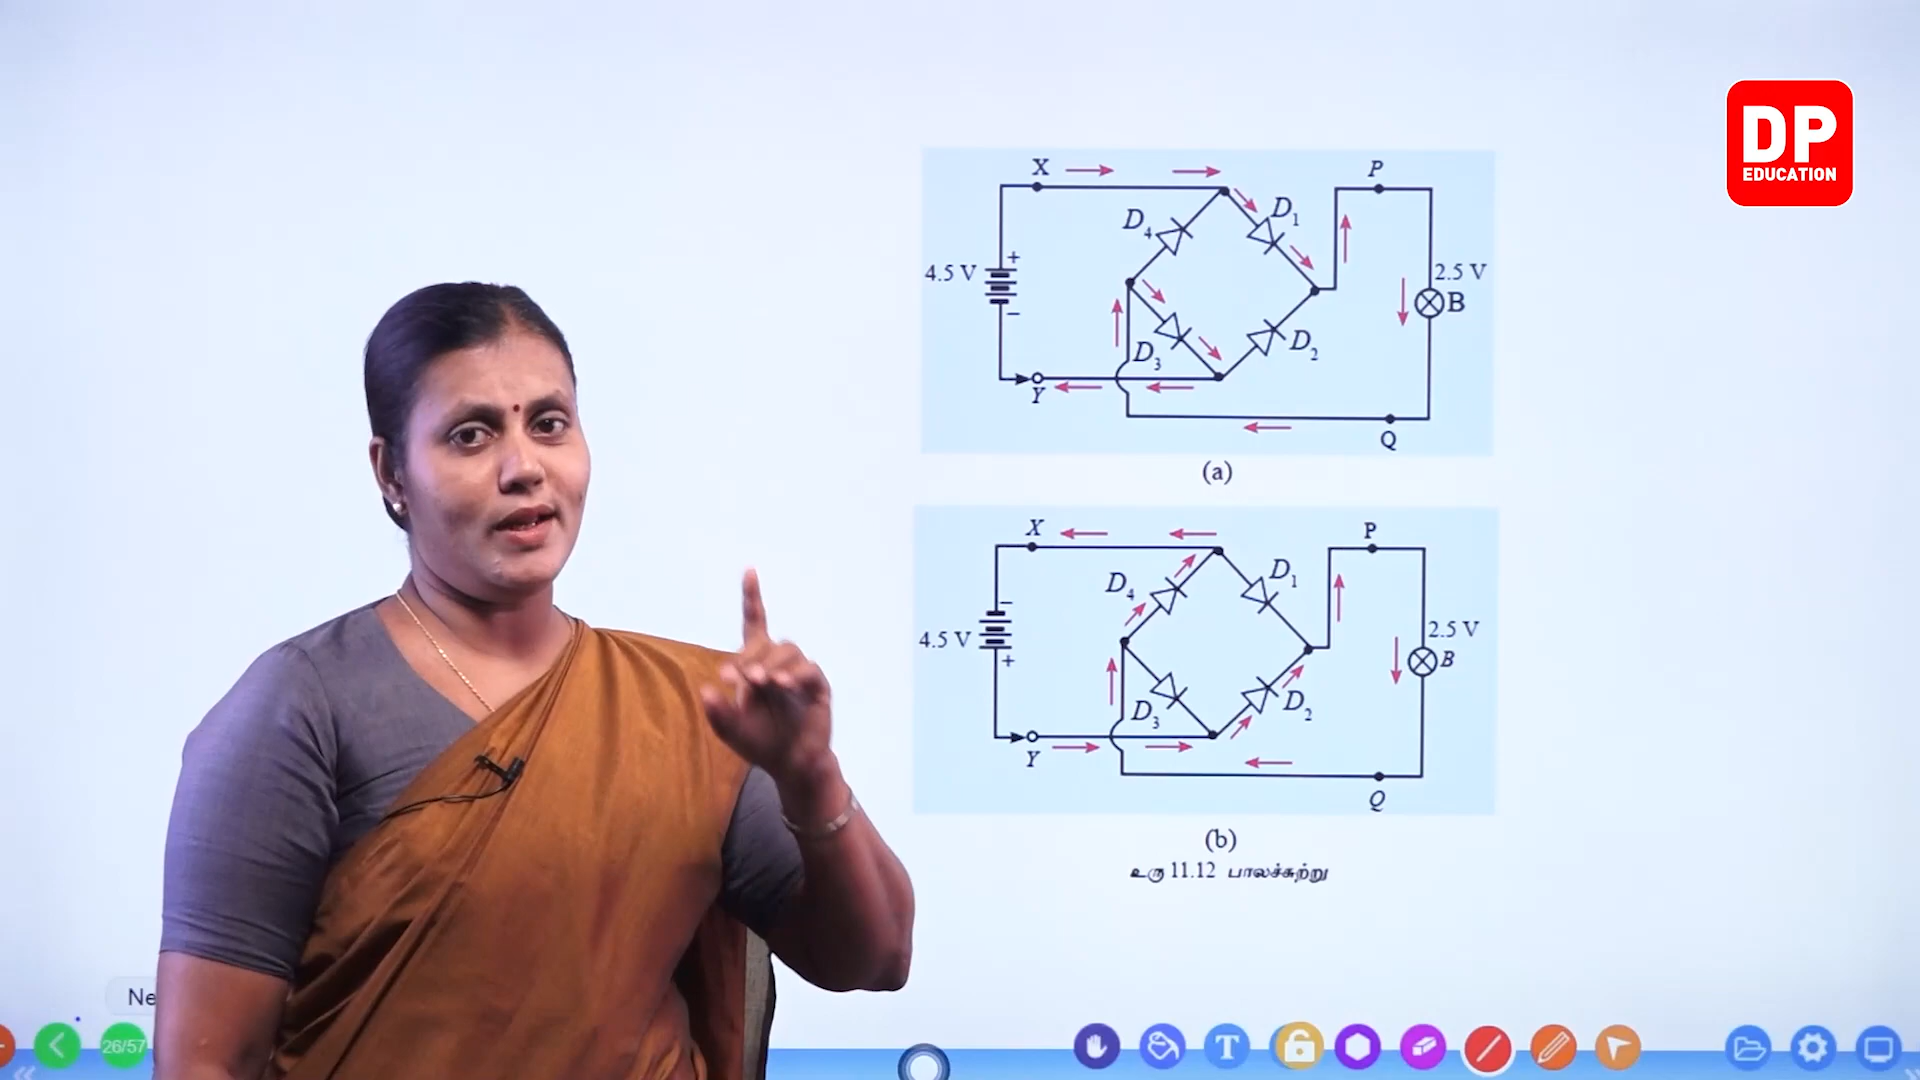 DP
EDUCATION
X
P
D4
D1
4.5 V
+
−
2.5 V
B
D3
D2
Y
Q
(a)
X
P
D4
D1
4.5 V
−
+
2.5 V
B
D3
D2
Y
Q
(b)
உரு 11.12 பாலச்சுற்று
Ne
26/57
T